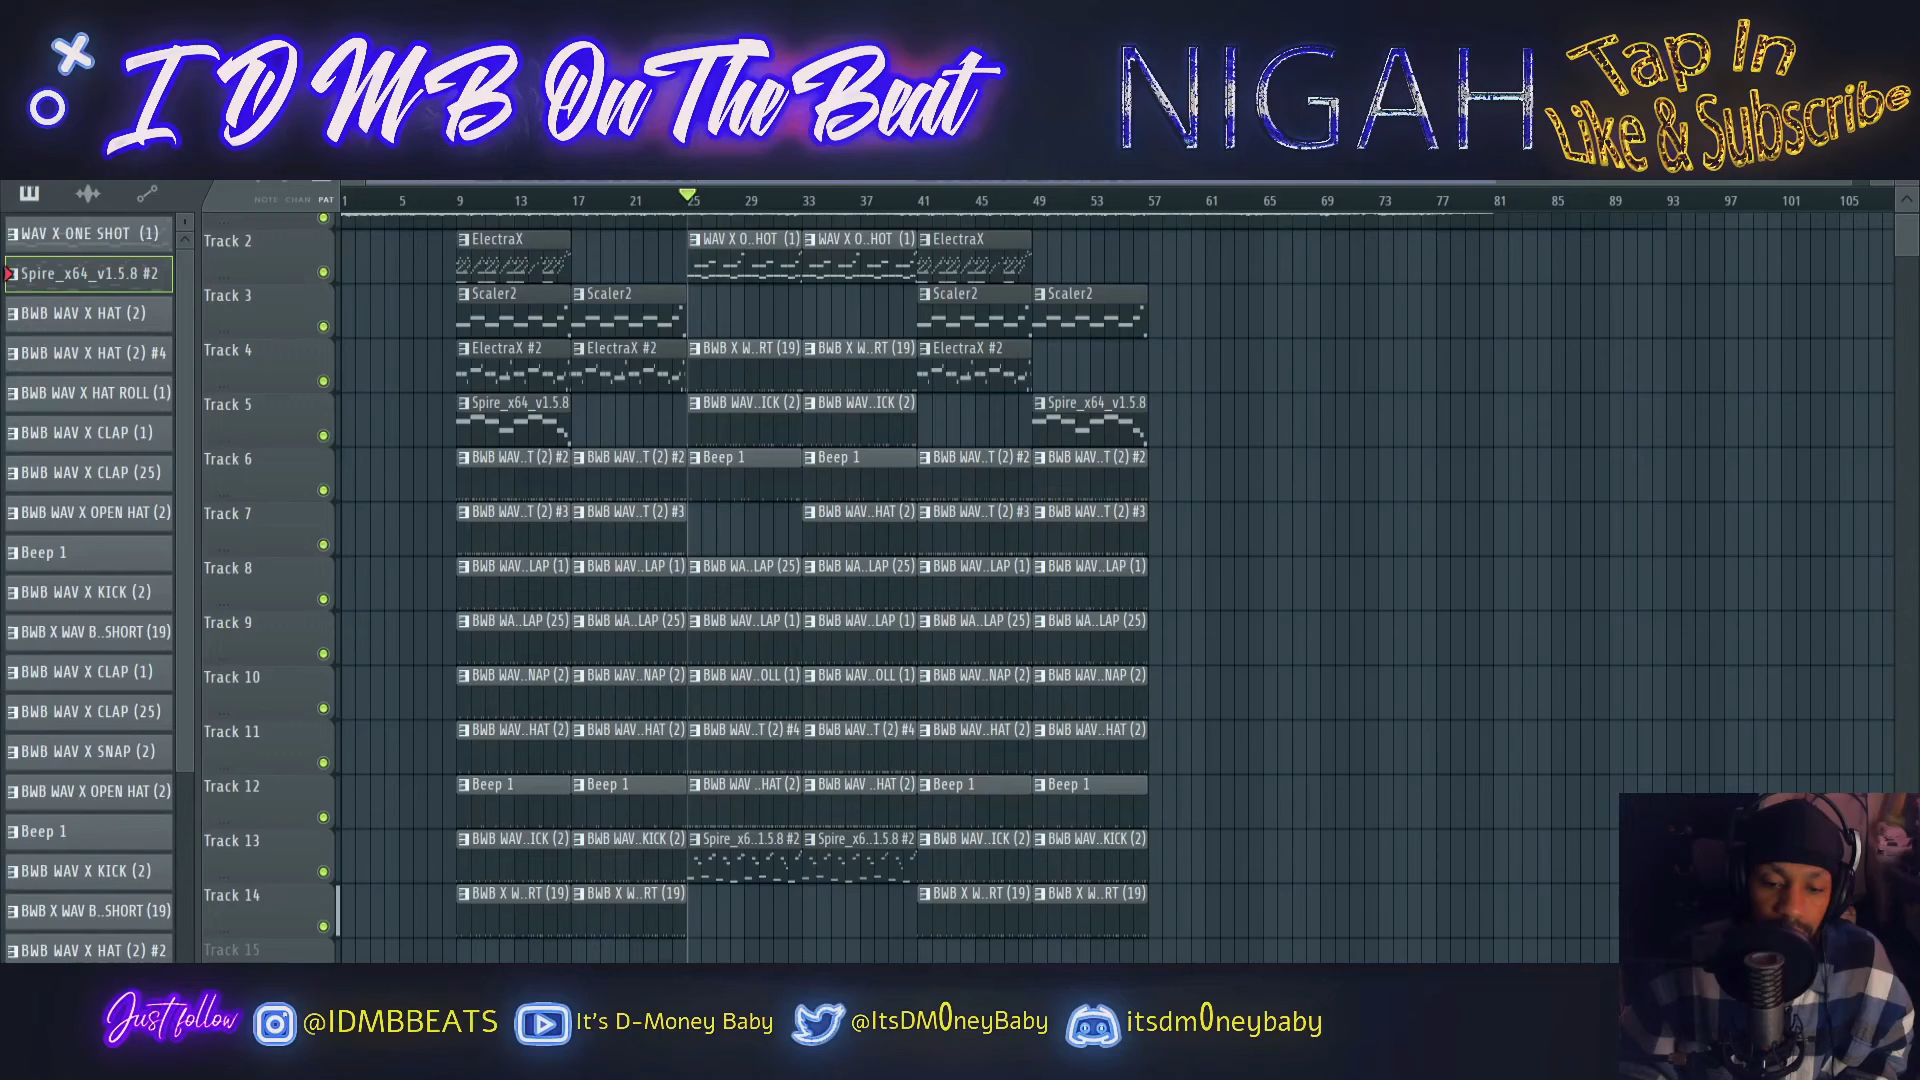 I D M B On The Beat
NIGAH
Tap In
Like & Subscribe
NOTE CHAN PAT
1 5 9 13 17 21 25 29 33 37 41 45 49 53 57 61 65 69 73 77 81 85 89 93 97 101 105
WAV X ONE SHOT (1)
Spire_x64_v1.5.8 #2
BWB WAV X HAT (2)
BWB WAV X HAT (2) #4
BWB WAV X HAT ROLL (1)
BWB WAV X CLAP (1)
BWB WAV X CLAP (25)
BWB WAV X OPEN HAT (2)
Beep 1
BWB WAV X KICK (2)
BWB X WAV B..SHORT (19)
BWB WAV X CLAP (1)
BWB WAV X CLAP (25)
BWB WAV X SNAP (2)
BWB WAV X OPEN HAT (2)
Beep 1
BWB WAV X KICK (2)
BWB X WAV B..SHORT (19)
BWB WAV X HAT (2) #2
Track 2
ElectraX WAV X O..HOT (1) WAV X O..HOT (1) ElectraX
Track 3
Scaler2 Scaler2 Scaler2 Scaler2
Track 4
ElectraX #2 ElectraX #2 BWB X W..RT (19) BWB X W..RT (19) ElectraX #2
Track 5
Spire_x64_v1.5.8 BWB WAV..ICK (2) BWB WAV..ICK (2) Spire_x64_v1.5.8
Track 6
BWB WAV..T (2) #2 BWB WAV..T (2) #2 Beep 1 Beep 1 BWB WAV..T (2) #2 BWB WAV..T (2) #2
Track 7
BWB WAV..T (2) #3 BWB WAV..T (2) #3 BWB WAV..HAT (2) BWB WAV..T (2) #3 BWB WAV..T (2) #3
Track 8
BWB WAV..LAP (1) BWB WAV..LAP (1) BWB WA..LAP (25) BWB WA..LAP (25) BWB WAV..LAP (1) BWB WAV..LAP (1)
Track 9
BWB WA..LAP (25) BWB WA..LAP (25) BWB WAV..LAP (1) BWB WAV..LAP (1) BWB WA..LAP (25) BWB WA..LAP (25)
Track 10
BWB WAV..NAP (2) BWB WAV..NAP (2) BWB WAV..OLL (1) BWB WAV..OLL (1) BWB WAV..NAP (2) BWB WAV..NAP (2)
Track 11
BWB WAV..HAT (2) BWB WAV..HAT (2) BWB WAV..T (2) #4 BWB WAV..T (2) #4 BWB WAV..HAT (2) BWB WAV..HAT (2)
Track 12
Beep 1 Beep 1 BWB WAV ..HAT (2) BWB WAV ..HAT (2) Beep 1 Beep 1
Track 13
BWB WAV..ICK (2) BWB WAV..KICK (2) Spire_x6..1.5.8 #2 Spire_x6..1.5.8 #2 BWB WAV..ICK (2) BWB WAV..KICK (2)
Track 14
BWB X W..RT (19) BWB X W..RT (19) BWB X W..RT (19) BWB X W..RT (19)
Track 15
Just follow @IDMBBEATS It's D-Money Baby @ItsDM0neyBaby itsdm0neybaby